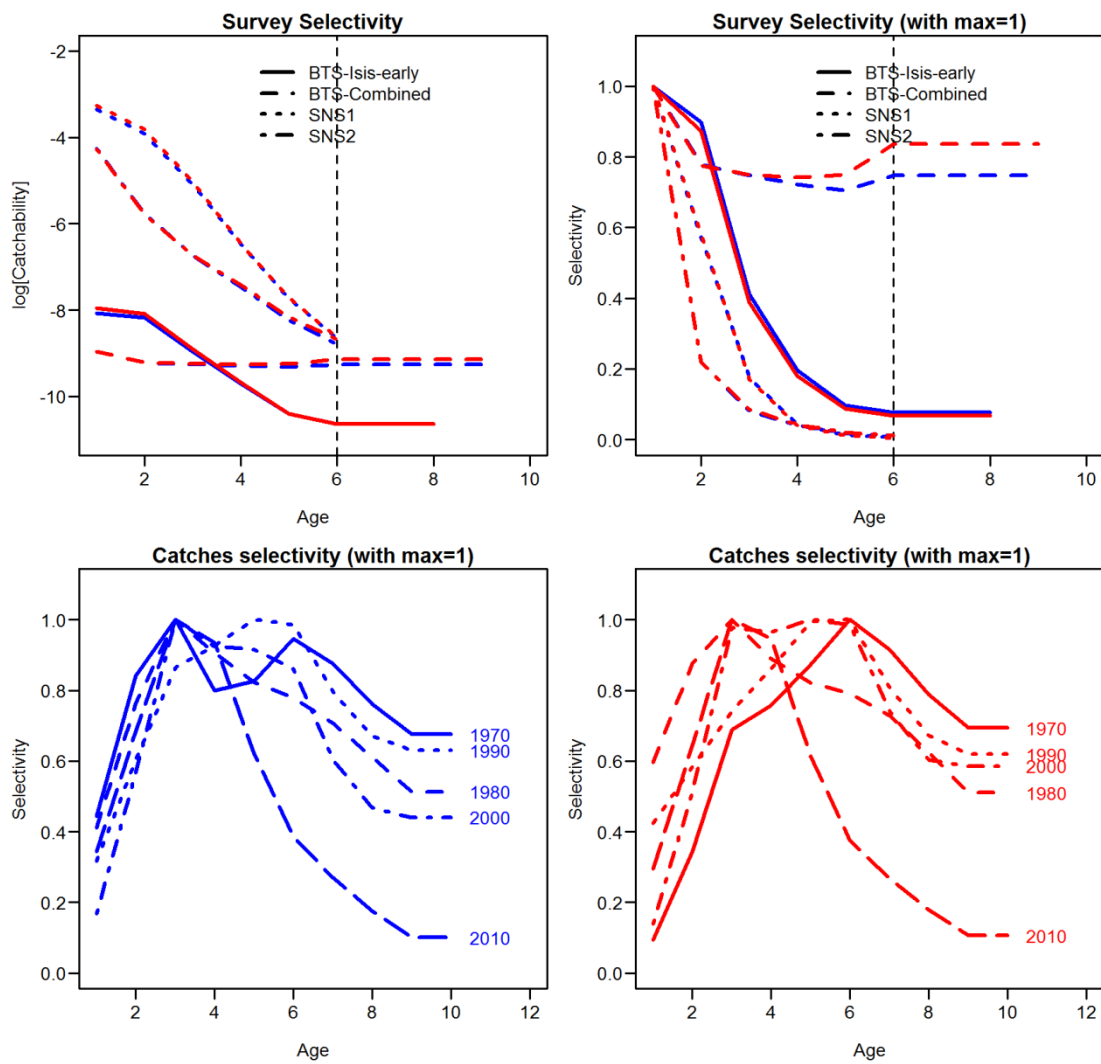 Survey Selectivity
-2
-4
-6
-8
-10
log[Catchability]
BTS-Isis-early
BTS-Combined
SNS1
SNS2
2 4 6 8 10
Age
Survey Selectivity (with max=1)
1.0
0.8
0.6
0.4
0.2
0.0
Selectivity
BTS-Isis-early
BTS-Combined
SNS1
SNS2
2 4 6 8 10
Age
Catches selectivity (with max=1)
1.0
0.8
0.6
0.4
0.2
0.0
Selectivity
1970
1990
1980
2000
2010
2 4 6 8 10 12
Age
Catches selectivity (with max=1)
1.0
0.8
0.6
0.4
0.2
0.0
Selectivity
1970
1990
2000
1980
2010
2 4 6 8 10 12
Age